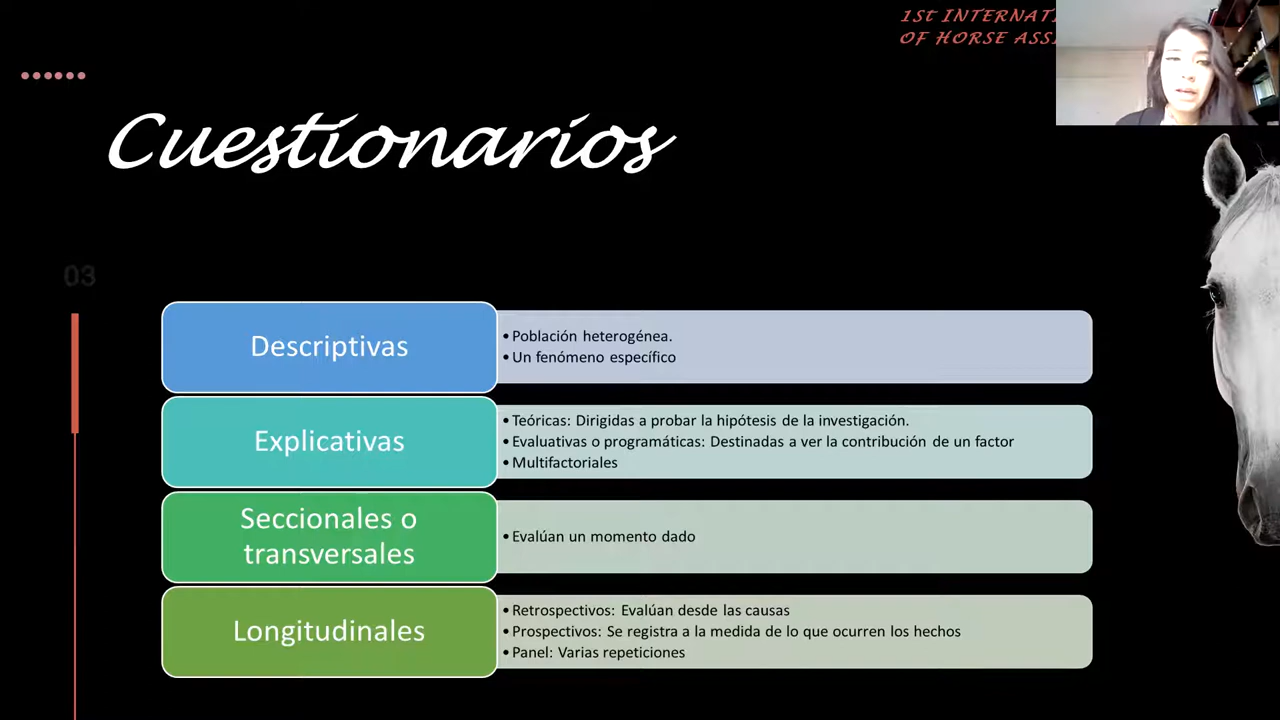 1St INTERNATI
OF HORSE ASSI
Cuestionarios
03
Descriptivas
• Población heterogénea.
• Un fenómeno específico
Explicativas
• Teóricas: Dirigidas a probar la hipótesis de la investigación.
• Evaluativas o programáticas: Destinadas a ver la contribución de un factor
• Multifactoriales
Seccionales o
transversales
• Evalúan un momento dado
Longitudinales
• Retrospectivos: Evalúan desde las causas
• Prospectivos: Se registra a la medida de lo que ocurren los hechos
• Panel: Varias repeticiones